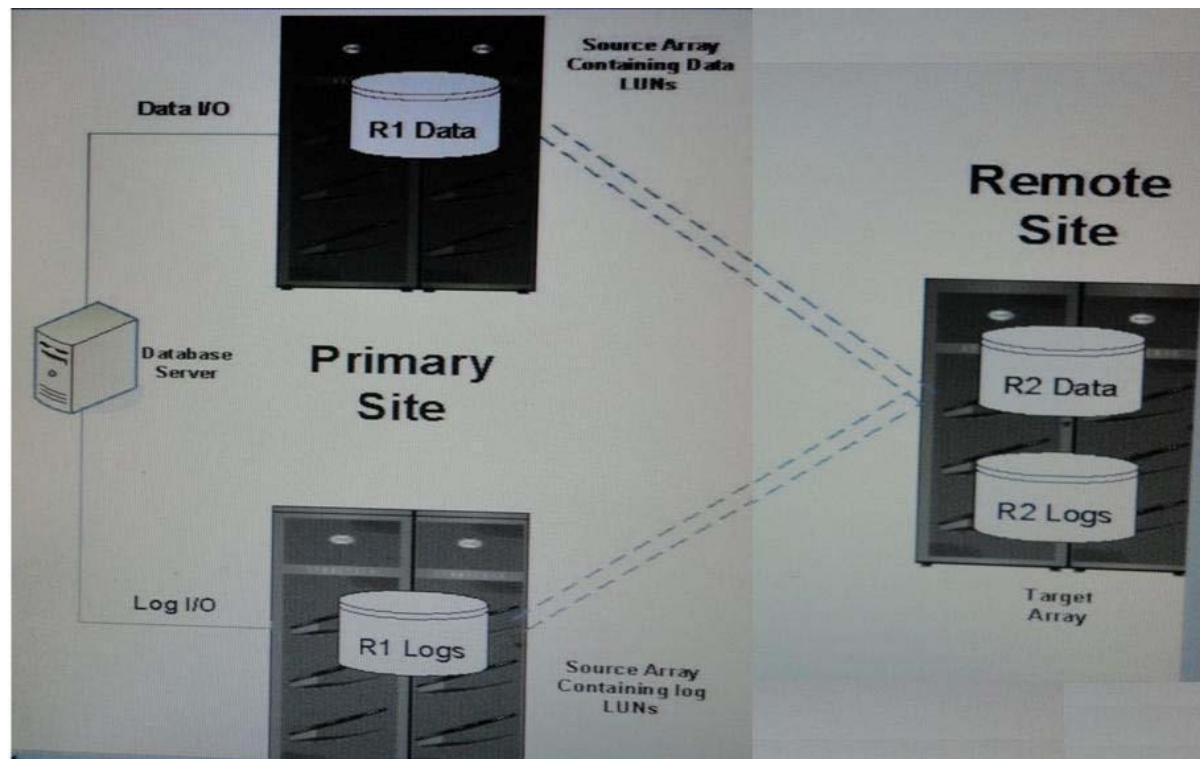 Source Array
Containing Data
LUNs
Data I/O
R1 Data
Remote
Site
Database
Server
Primary
Site
R2 Data
R2 Logs
Log I/O
R1 Logs
Target
Array
Source Array
Containing log
LUNs